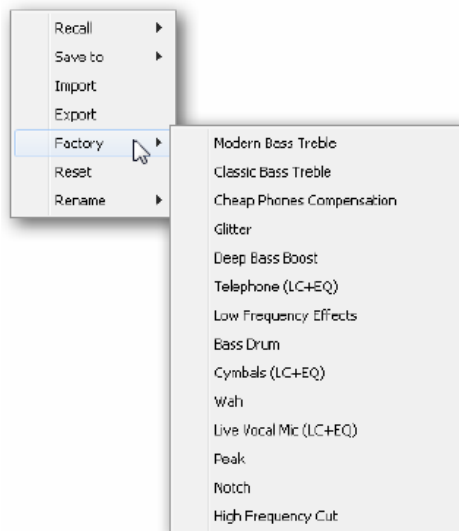 Recall
Save to
Import
Export
Factory
Reset
Rename
Modern Bass Treble
Classic Bass Treble
Cheap Phones Compensation
Glitter
Deep Bass Boost
Telephone (LC+EQ)
Low Frequency Effects
Bass Drum
Cymbals (LC+EQ)
Wah
Live Vocal Mic (LC+EQ)
Peak
Notch
High Frequency Cut